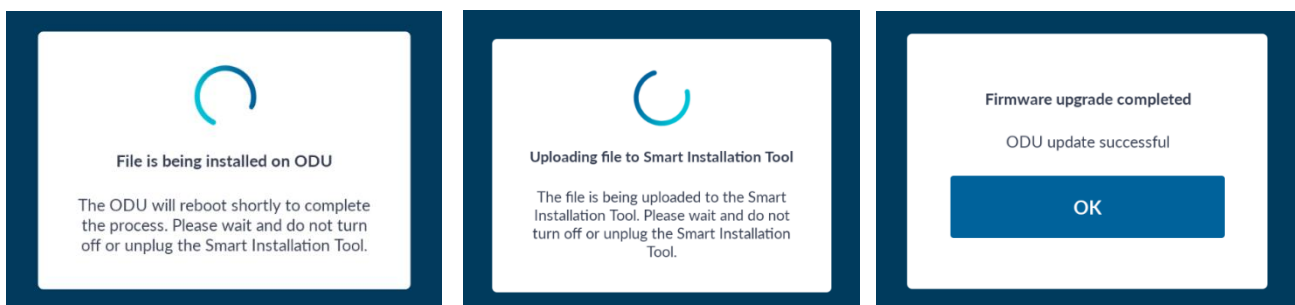 File is being installed on ODU
The ODU will reboot shortly to complete
the process. Please wait and do not turn
off or unplug the Smart Installation Tool.
Uploading file to Smart Installation Tool
The file is being uploaded to the Smart
Installation Tool. Please wait and do not
turn off or unplug the Smart Installation
Tool.
Firmware upgrade completed
ODU update successful
OK